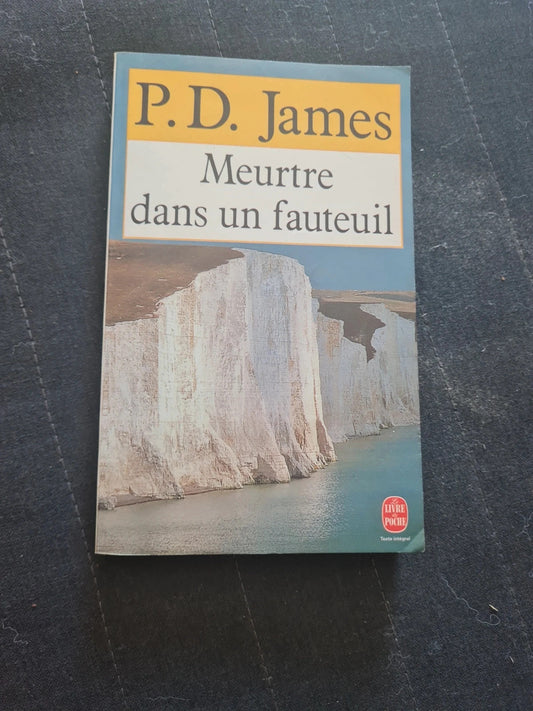 P. D. James
Meurtre
dans un fauteuil
Le
LIVRE
de
POCHE
Texte intégral